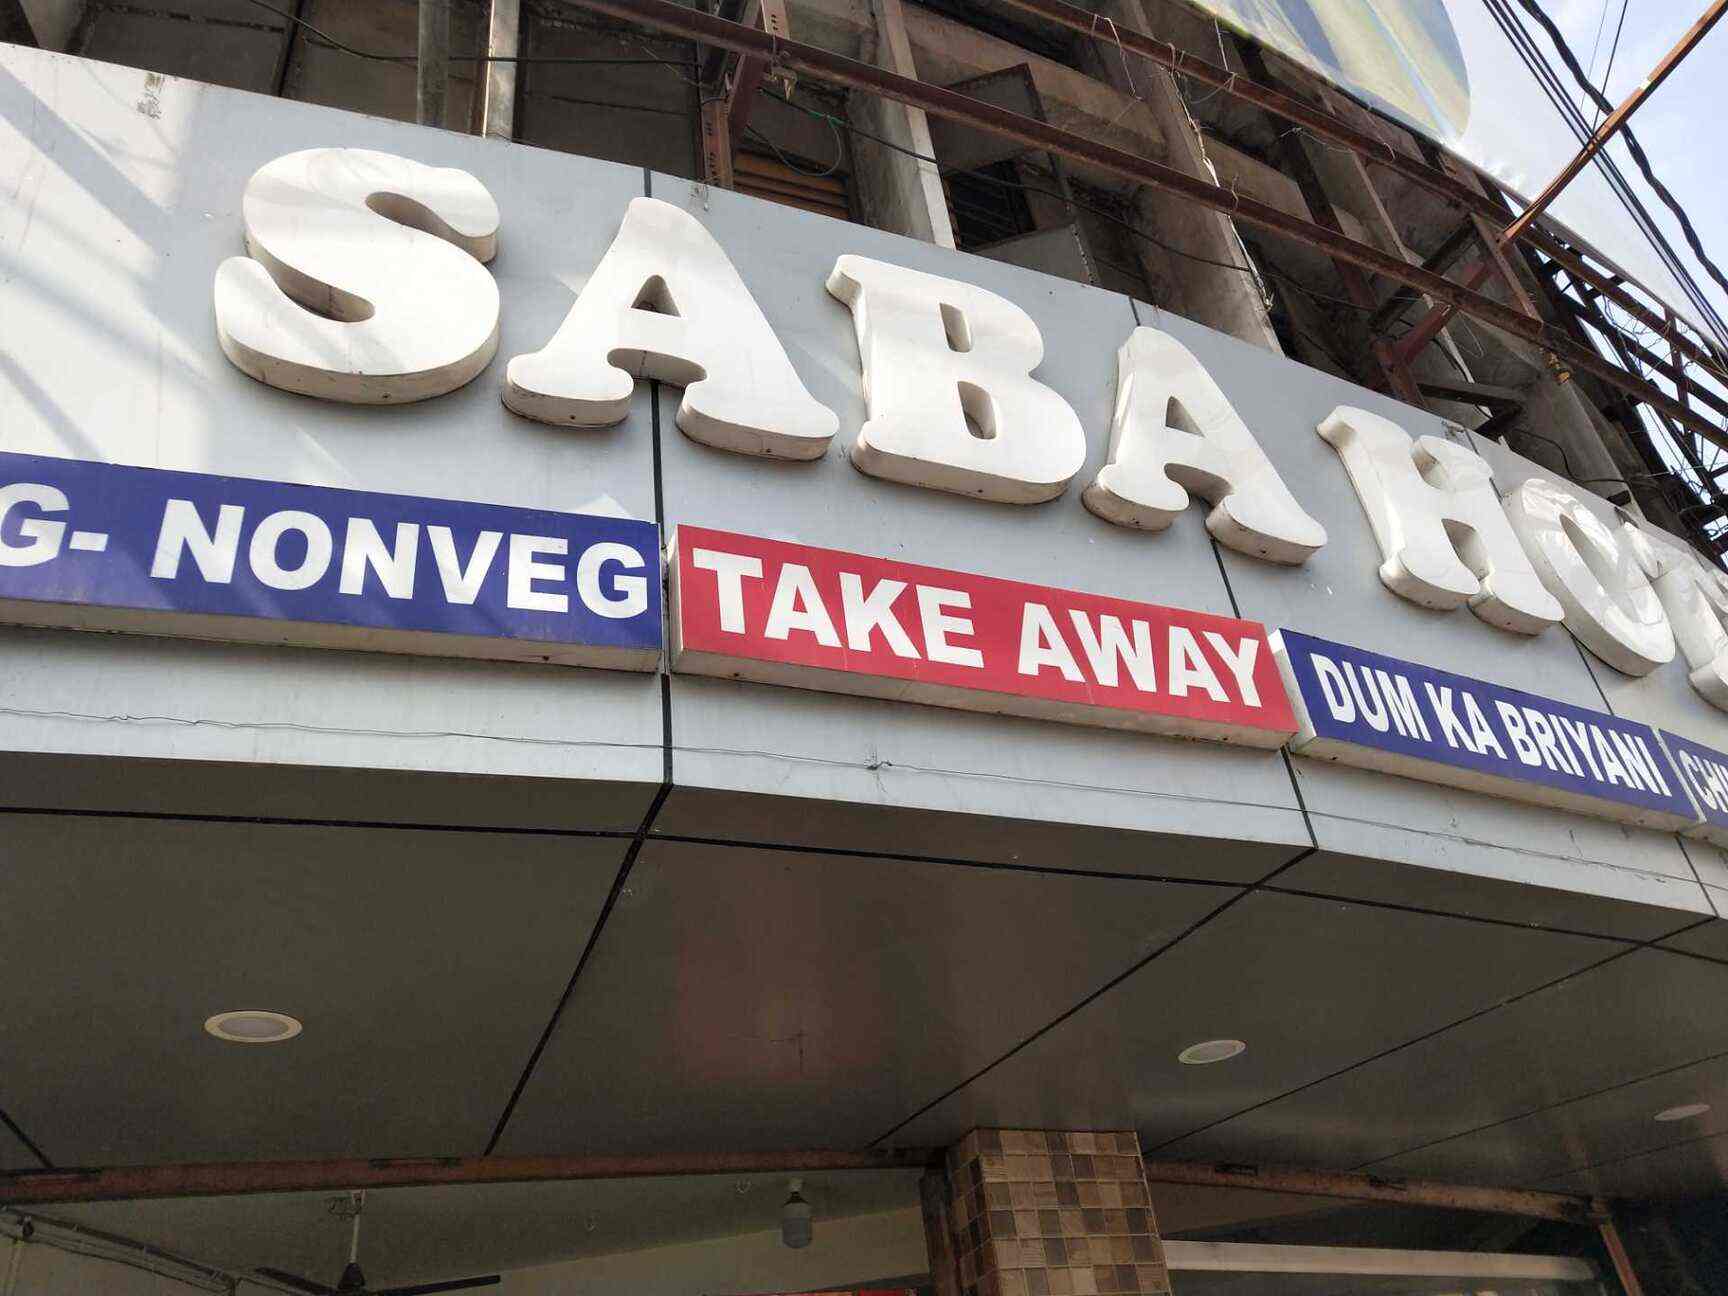 SABA
NONVEG
TAKE AWAY
DUM KA BRIYANI